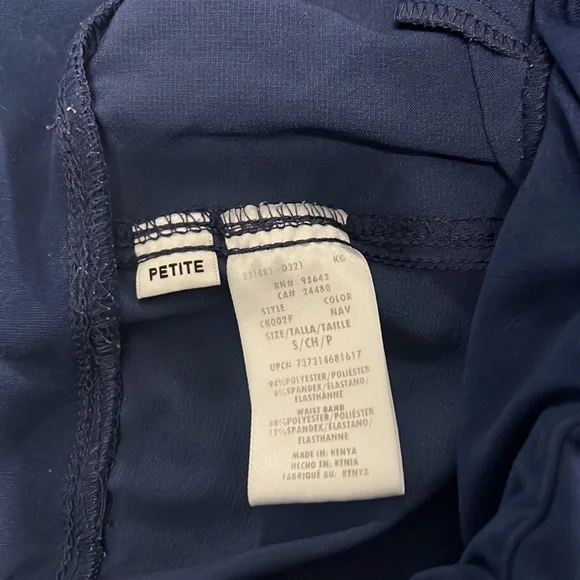 PETITE
231885-0321 KG
RN# 93643
CA# 24480
STYLE COLOR
CK002P NAV
SIZE/TALLA/TAILLE
S/CH/P
UPC# 737314681617
94%POLYESTER/POLIÉSTER
6%SPANDEX/ELASTANO/
ELASTHANNE
WAIST BAND
88%POLYESTER/POLIÉSTER
12%SPANDEX/ELASTANO/
ELASTHANNE
MADE IN: KENYA
HECHO EN: KENIA
FABRIQUÉ AU: KENYA